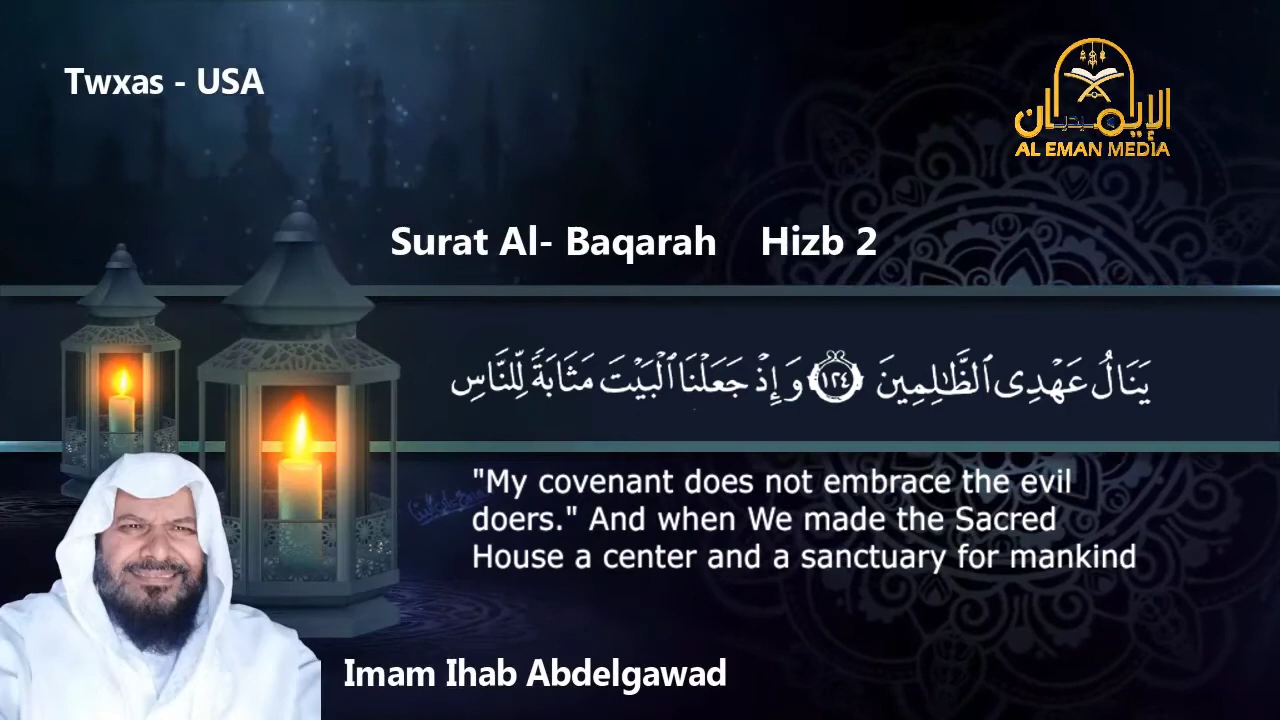 Twxas - USA
الإيمان
AL EMAN MEDIA
Surat Al- Baqarah Hizb 2
يَنَالُ عَهْدِى ٱلظَّـٰلِمِينَ ١٢٤ وَإِذْ جَعَلْنَا ٱلْبَيْتَ مَثَابَةً لِّلنَّاسِ
"My covenant does not embrace the evil
doers." And when We made the Sacred
House a center and a sanctuary for mankind
Imam Ihab Abdelgawad